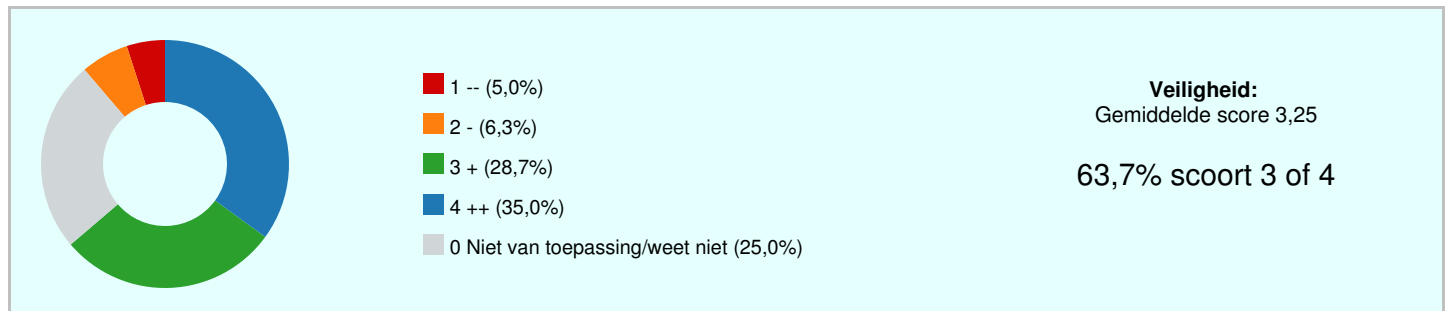 1 -- (5,0%)
2 - (6,3%)
3 + (28,7%)
4 ++ (35,0%)
0 Niet van toepassing/weet niet (25,0%)
Veiligheid:
Gemiddelde score 3,25
63,7% scoort 3 of 4